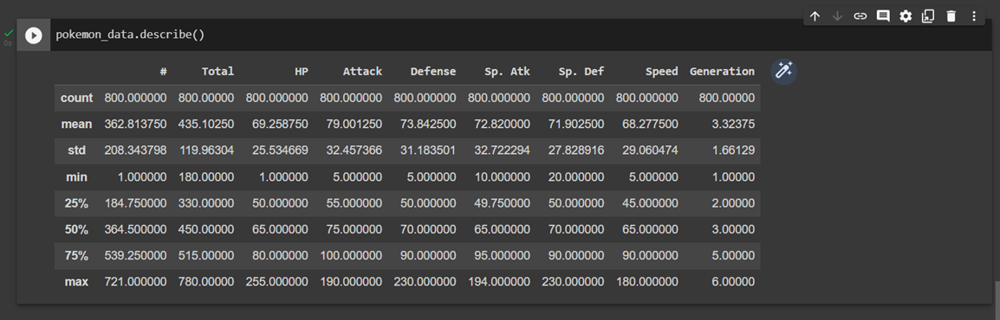 pokemon_data.describe()
0s
# Total HP Attack Defense Sp. Atk Sp. Def Speed Generation
count 800.000000 800.00000 800.000000 800.000000 800.000000 800.000000 800.000000 800.000000 800.00000
mean 362.813750 435.10250 69.258750 79.001250 73.842500 72.820000 71.902500 68.277500 3.32375
std 208.343798 119.96304 25.534669 32.457366 31.183501 32.722294 27.828916 29.060474 1.66129
min 1.000000 180.00000 1.000000 5.000000 5.000000 10.000000 20.000000 5.000000 1.00000
25% 184.750000 330.00000 50.000000 55.000000 50.000000 49.750000 50.000000 45.000000 2.00000
50% 364.500000 450.00000 65.000000 75.000000 70.000000 65.000000 70.000000 65.000000 3.00000
75% 539.250000 515.00000 80.000000 100.000000 90.000000 95.000000 90.000000 90.000000 5.00000
max 721.000000 780.00000 255.000000 190.000000 230.000000 194.000000 230.000000 180.000000 6.00000